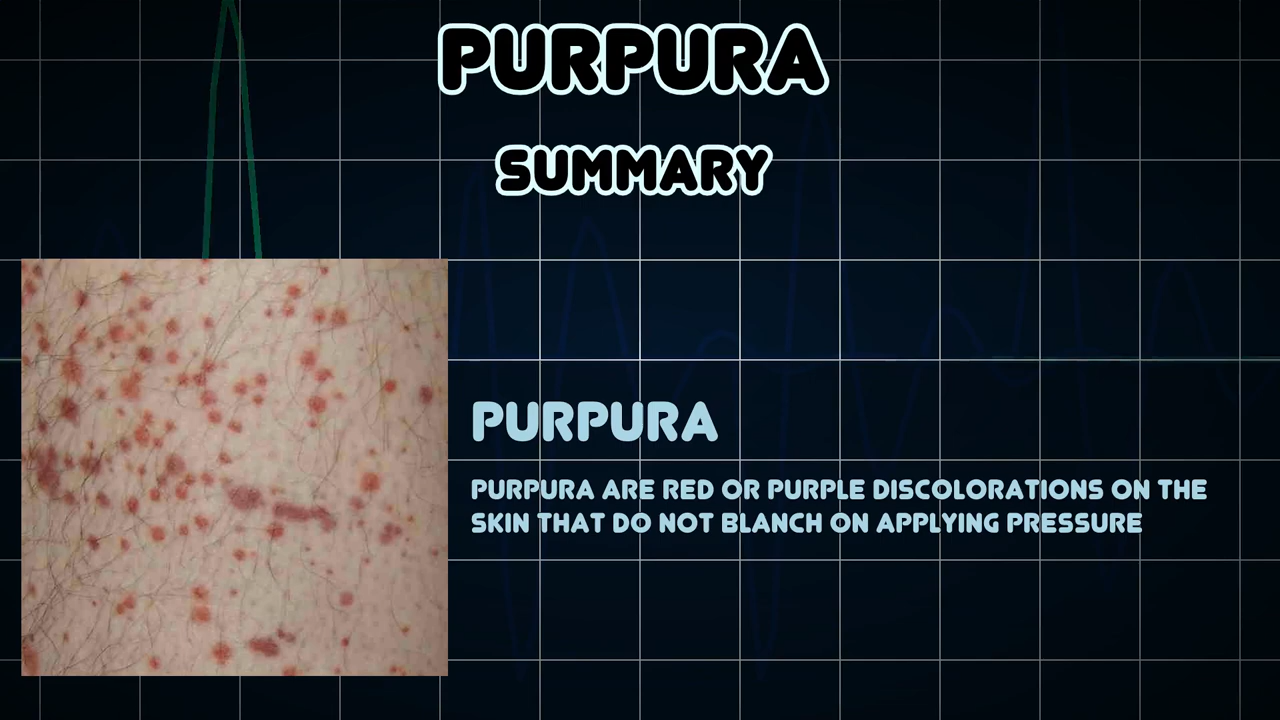 PURPURA
SUMMARY
PURPURA
PURPURA ARE RED OR PURPLE DISCOLORATIONS ON THE
SKIN THAT DO NOT BLANCH ON APPLYING PRESSURE